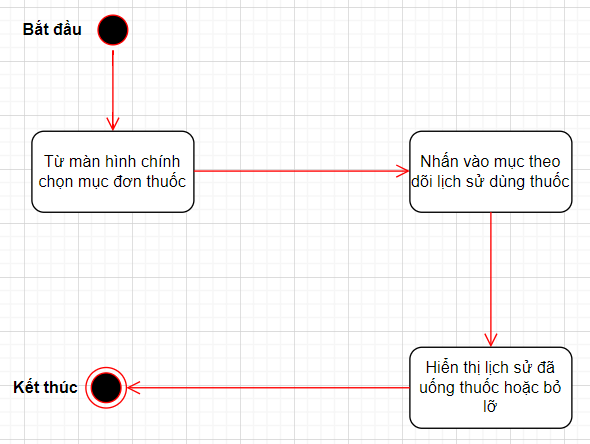 Bắt đầu
Từ màn hình chính
chọn mục đơn thuốc
Nhấn vào mục theo
dõi lịch sử dùng thuốc
Hiển thị lịch sử đã
uống thuốc hoặc bỏ
lỡ
Kết thúc